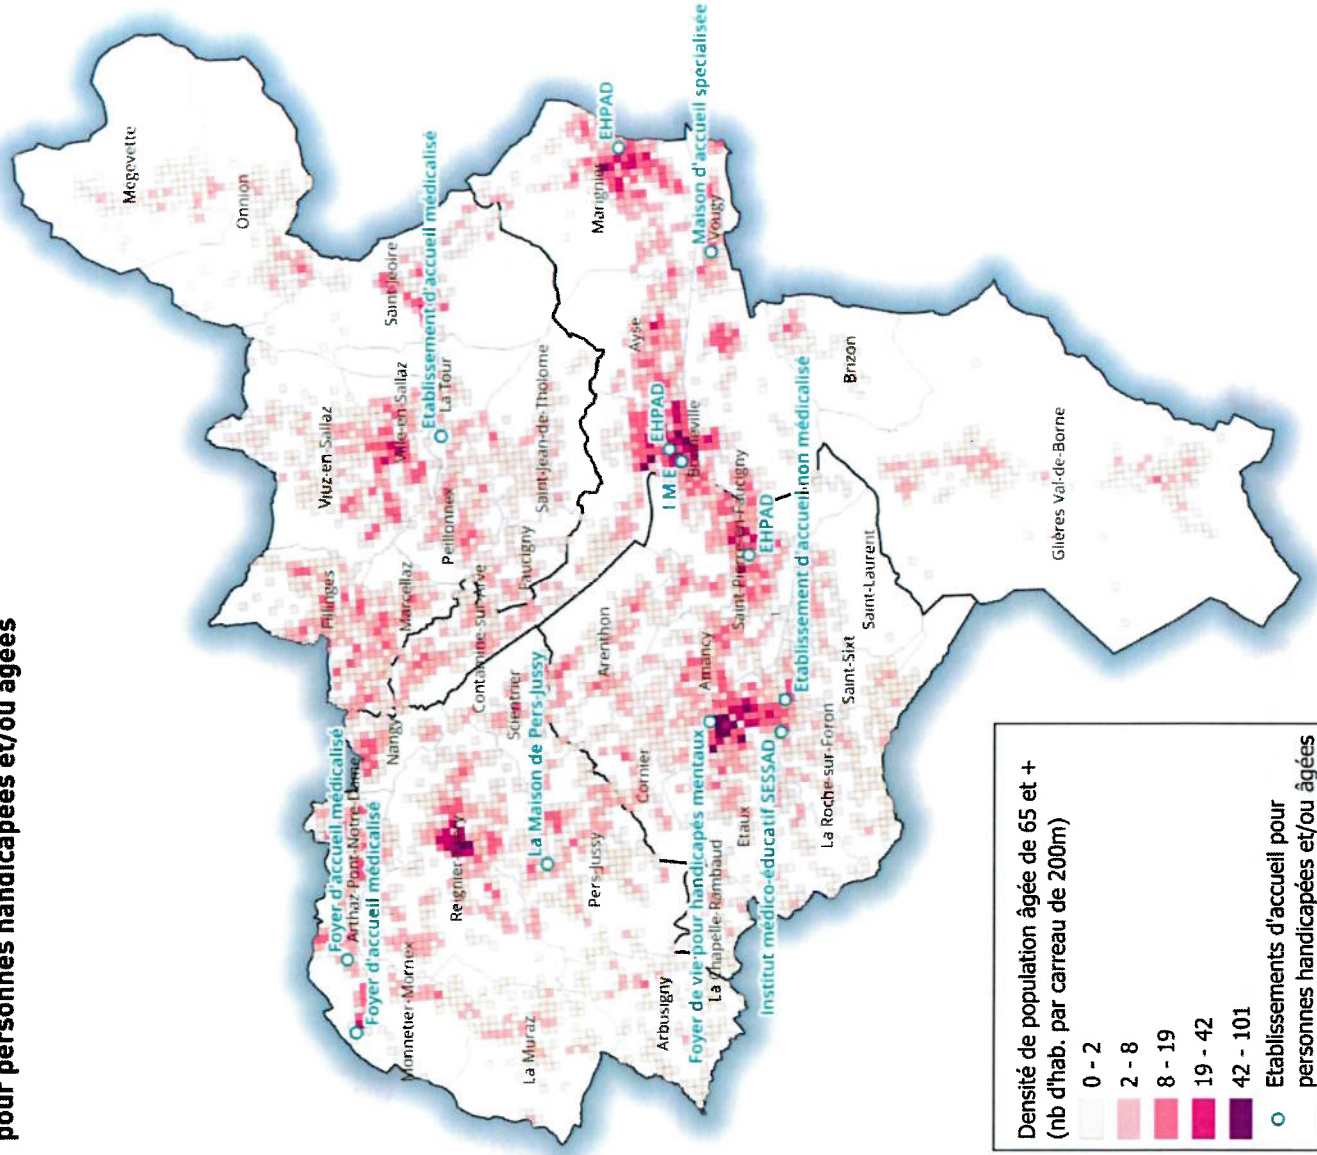 pour personnes handicapées et/ou âgées
Mégevette
Onnion
Saint-Jeoire
Etablissement d'accueil médicalisé
La Tour
Viuz-en-Sallaz
Ville-en-Sallaz
Saint-Jean-de-Tholome
Peillonnex
Faucigny
Fillinges
Marcellaz
Contamine-sur-Arve
Marignier
EHPAD
Maison d'accueil spécialisée
Vougy
Ayse
EHPAD
Bonneville
I M E
Brizon
Saint Pierre-en-Faucigny
EHPAD
Etablissement d'accueil non médicalisé
Glières Val-de-Borne
Saint-Laurent
Saint-Sixt
Amancy
Arenthon
Scientrier
Nangy
La Maison de Pers-Jussy
Cornier
Foyer d'accueil médicalisé
Arthaz-Pont-Notre-Dame
Foyer d'accueil médicalisé
Reignier-Esery
Pers-Jussy
Monnetier-Mornex
La Muraz
Arbusigny
La Chapelle-Rambaud
Foyer de vie pour handicapés mentaux
Etaux
Institut médico-éducatif SESSAD
La Roche-sur-Foron
Densité de population âgée de 65 et +
(nb d'hab. par carreau de 200m)
0 - 2
2 - 8
8 - 19
19 - 42
42 - 101
Etablissements d'accueil pour
personnes handicapées et/ou âgées